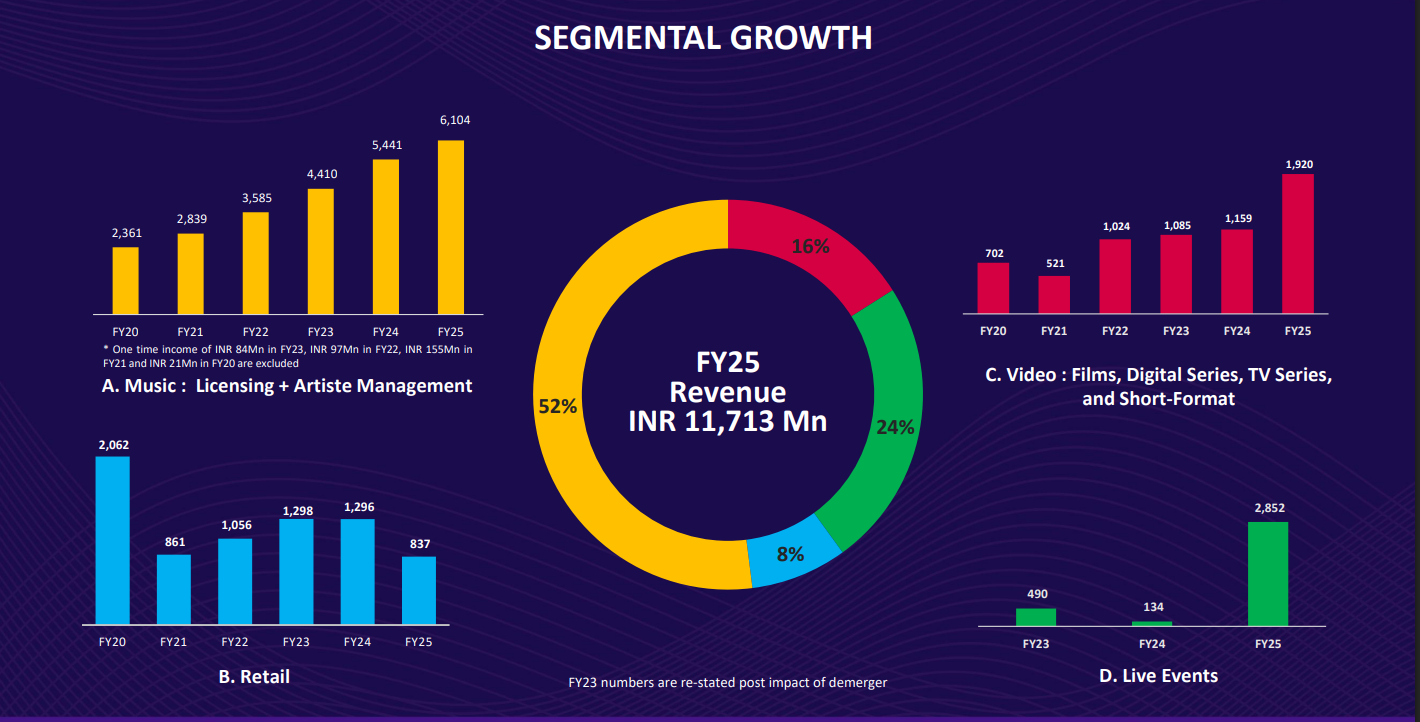 SEGMENTAL GROWTH
2,361
2,839
3,585
4,410
5,441
6,104
FY20
FY21
FY22
FY23
FY24
FY25
* One time income of INR 84Mn in FY23, INR 97Mn in FY22, INR 155Mn in
FY21 and INR 21Mn in FY20 are excluded
A. Music : Licensing + Artiste Management
2,062
861
1,056
1,298
1,296
837
FY20
FY21
FY22
FY23
FY24
FY25
B. Retail
16%
24%
8%
52%
FY25
Revenue
INR 11,713 Mn
FY23 numbers are re-stated post impact of demerger
702
521
1,024
1,085
1,159
1,920
FY20
FY21
FY22
FY23
FY24
FY25
C. Video : Films, Digital Series, TV Series,
and Short-Format
490
134
2,852
FY23
FY24
FY25
D. Live Events